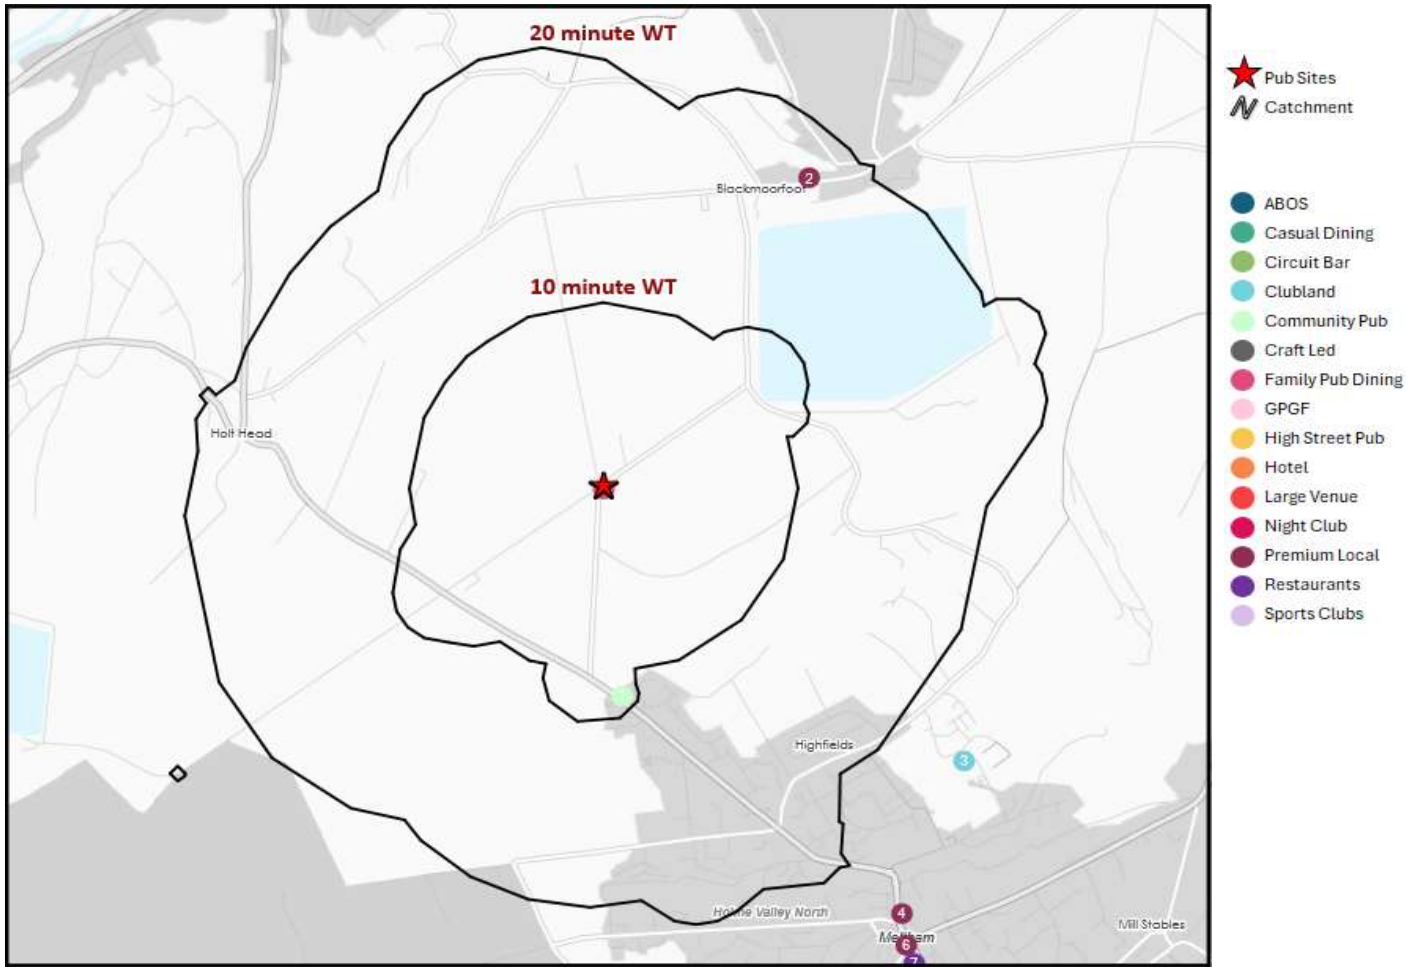 20 minute WT
2
Blackmoorfoot
10 minute WT
Holt Head
Highfields
3
Holme Valley North
4
Meltham
6
7
Mill Stables
Pub Sites
Catchment
ABOS
Casual Dining
Circuit Bar
Clubland
Community Pub
Craft Led
Family Pub Dining
GPGF
High Street Pub
Hotel
Large Venue
Night Club
Premium Local
Restaurants
Sports Clubs